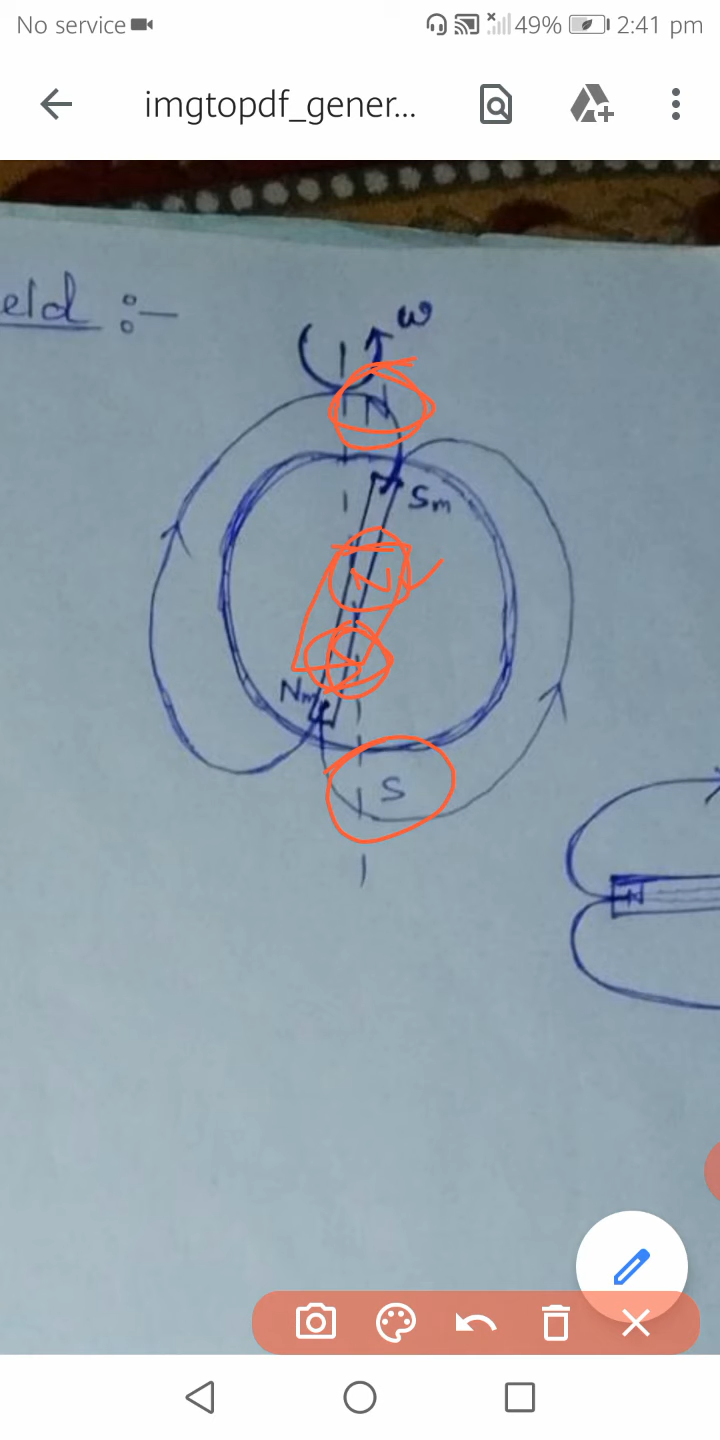 No service 49% 2:41 pm
imgtopdf_gener...
eld :-
ω
N
Sm
N
Nm
S
N